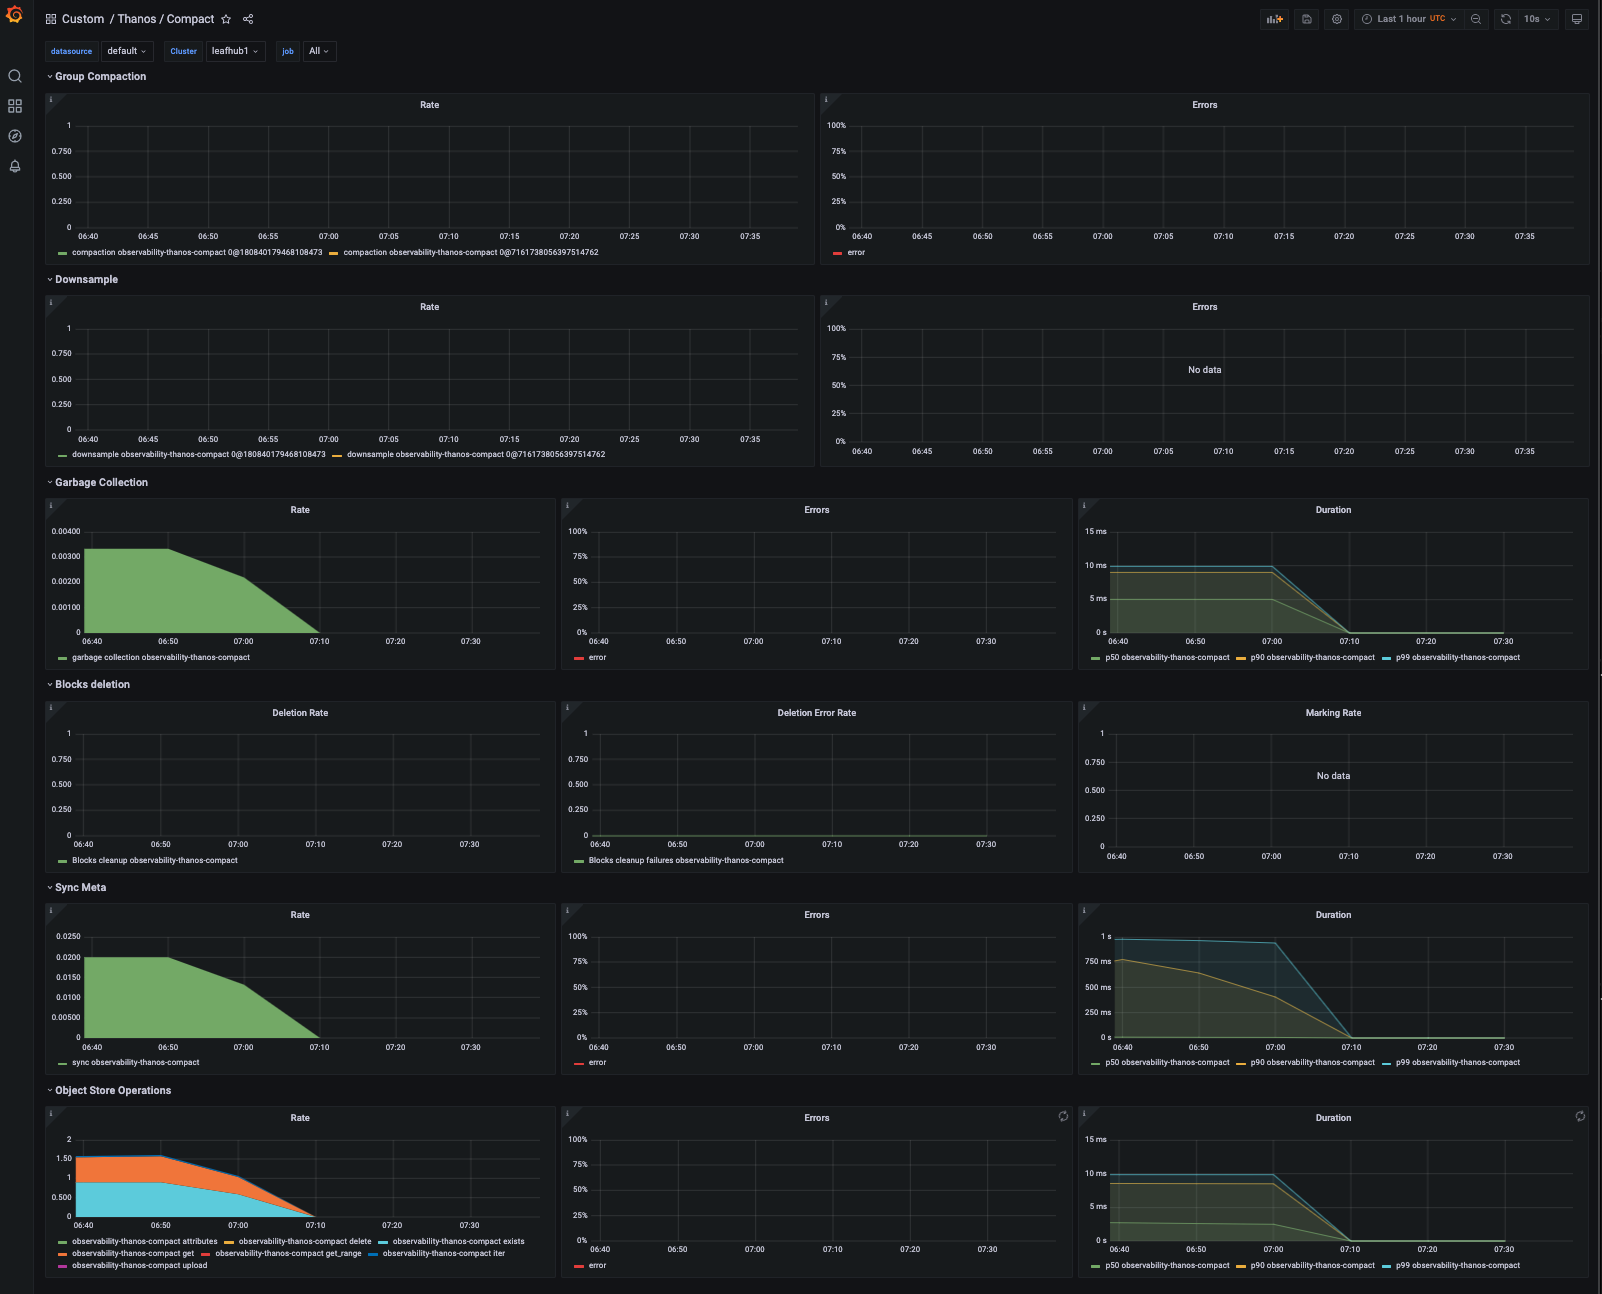 Custom / Thanos / Compact
Last 1 hour UTC
10s
datasource default Cluster leafhub1 job All
Group Compaction
Rate
1
0.750
0.500
0.250
0
06:40 06:45 06:50 06:55 07:00 07:05 07:10 07:15 07:20 07:25 07:30 07:35
compaction observability-thanos-compact 0@180840179468108473 compaction observability-thanos-compact 0@7161738056397514762
Errors
100%
75%
50%
25%
0%
06:40 06:45 06:50 06:55 07:00 07:05 07:10 07:15 07:20 07:25 07:30 07:35
error
Downsample
Rate
1
0.750
0.500
0.250
0
06:40 06:45 06:50 06:55 07:00 07:05 07:10 07:15 07:20 07:25 07:30 07:35
downsample observability-thanos-compact 0@180840179468108473 downsample observability-thanos-compact 0@7161738056397514762
Errors
100%
75%
No data
50%
25%
0%
06:40 06:45 06:50 06:55 07:00 07:05 07:10 07:15 07:20 07:25 07:30 07:35
Garbage Collection
Rate
0.00400
0.00300
0.00200
0.00100
0
06:40 06:50 07:00 07:10 07:20 07:30
garbage collection observability-thanos-compact
Errors
100%
75%
50%
25%
0%
06:40 06:50 07:00 07:10 07:20 07:30
error
Duration
15 ms
10 ms
5 ms
0 s
06:40 06:50 07:00 07:10 07:20 07:30
p50 observability-thanos-compact p90 observability-thanos-compact p99 observability-thanos-compact
Blocks deletion
Deletion Rate
1
0.750
0.500
0.250
0
06:40 06:50 07:00 07:10 07:20 07:30
Blocks cleanup observability-thanos-compact
Deletion Error Rate
1
0.750
0.500
0.250
0
06:40 06:50 07:00 07:10 07:20 07:30
Blocks cleanup failures observability-thanos-compact
Marking Rate
1
0.750
No data
0.500
0.250
0
06:40 06:50 07:00 07:10 07:20 07:30
Sync Meta
Rate
0.0250
0.0200
0.0150
0.0100
0.00500
0
06:40 06:50 07:00 07:10 07:20 07:30
sync observability-thanos-compact
Errors
100%
75%
50%
25%
0%
06:40 06:50 07:00 07:10 07:20 07:30
error
Duration
1 s
750 ms
500 ms
250 ms
0 s
06:40 06:50 07:00 07:10 07:20 07:30
p50 observability-thanos-compact p90 observability-thanos-compact p99 observability-thanos-compact
Object Store Operations
Rate
2
1.50
1
0.500
0
06:40 06:50 07:00 07:10 07:20 07:30
observability-thanos-compact attributes observability-thanos-compact delete observability-thanos-compact exists
observability-thanos-compact get observability-thanos-compact get_range observability-thanos-compact iter
observability-thanos-compact upload
Errors
100%
75%
50%
25%
0%
06:40 06:50 07:00 07:10 07:20 07:30
error
Duration
15 ms
10 ms
5 ms
0 s
06:40 06:50 07:00 07:10 07:20 07:30
p50 observability-thanos-compact p90 observability-thanos-compact p99 observability-thanos-compact